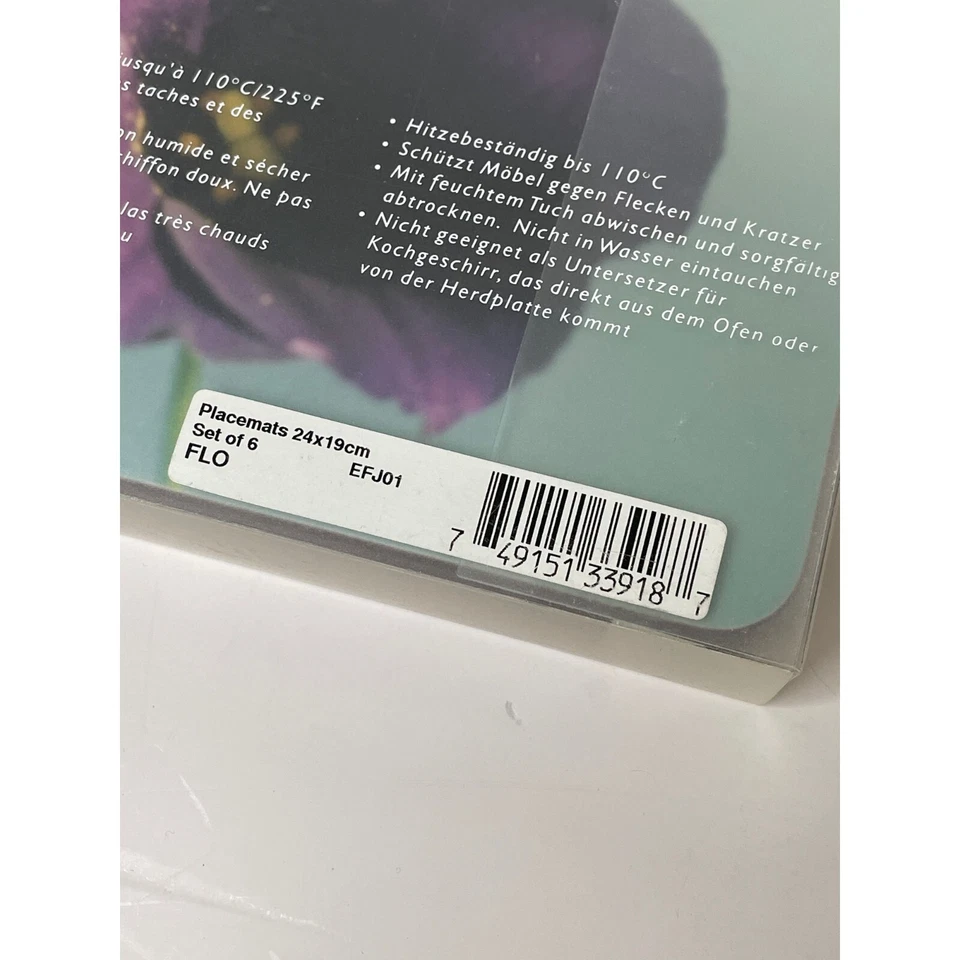 jusqu'à 110°C/225°F
s taches et des
on humide et sécher
hiffon doux. Ne pas
las très chauds
u
• Hitzebeständig bis 110°C
• Schützt Möbel gegen Flecken und Kratzer
• Mit feuchtem Tuch abwischen und sorgfältig
abtrocknen. Nicht in Wasser eintauchen
• Nicht geeignet als Untersetzer für
Kochgeschirr, das direkt aus dem Ofen oder
von der Herdplatte kommt
Placemats 24x19cm
Set of 6
FLO EFJ01
7 49151 33918 7